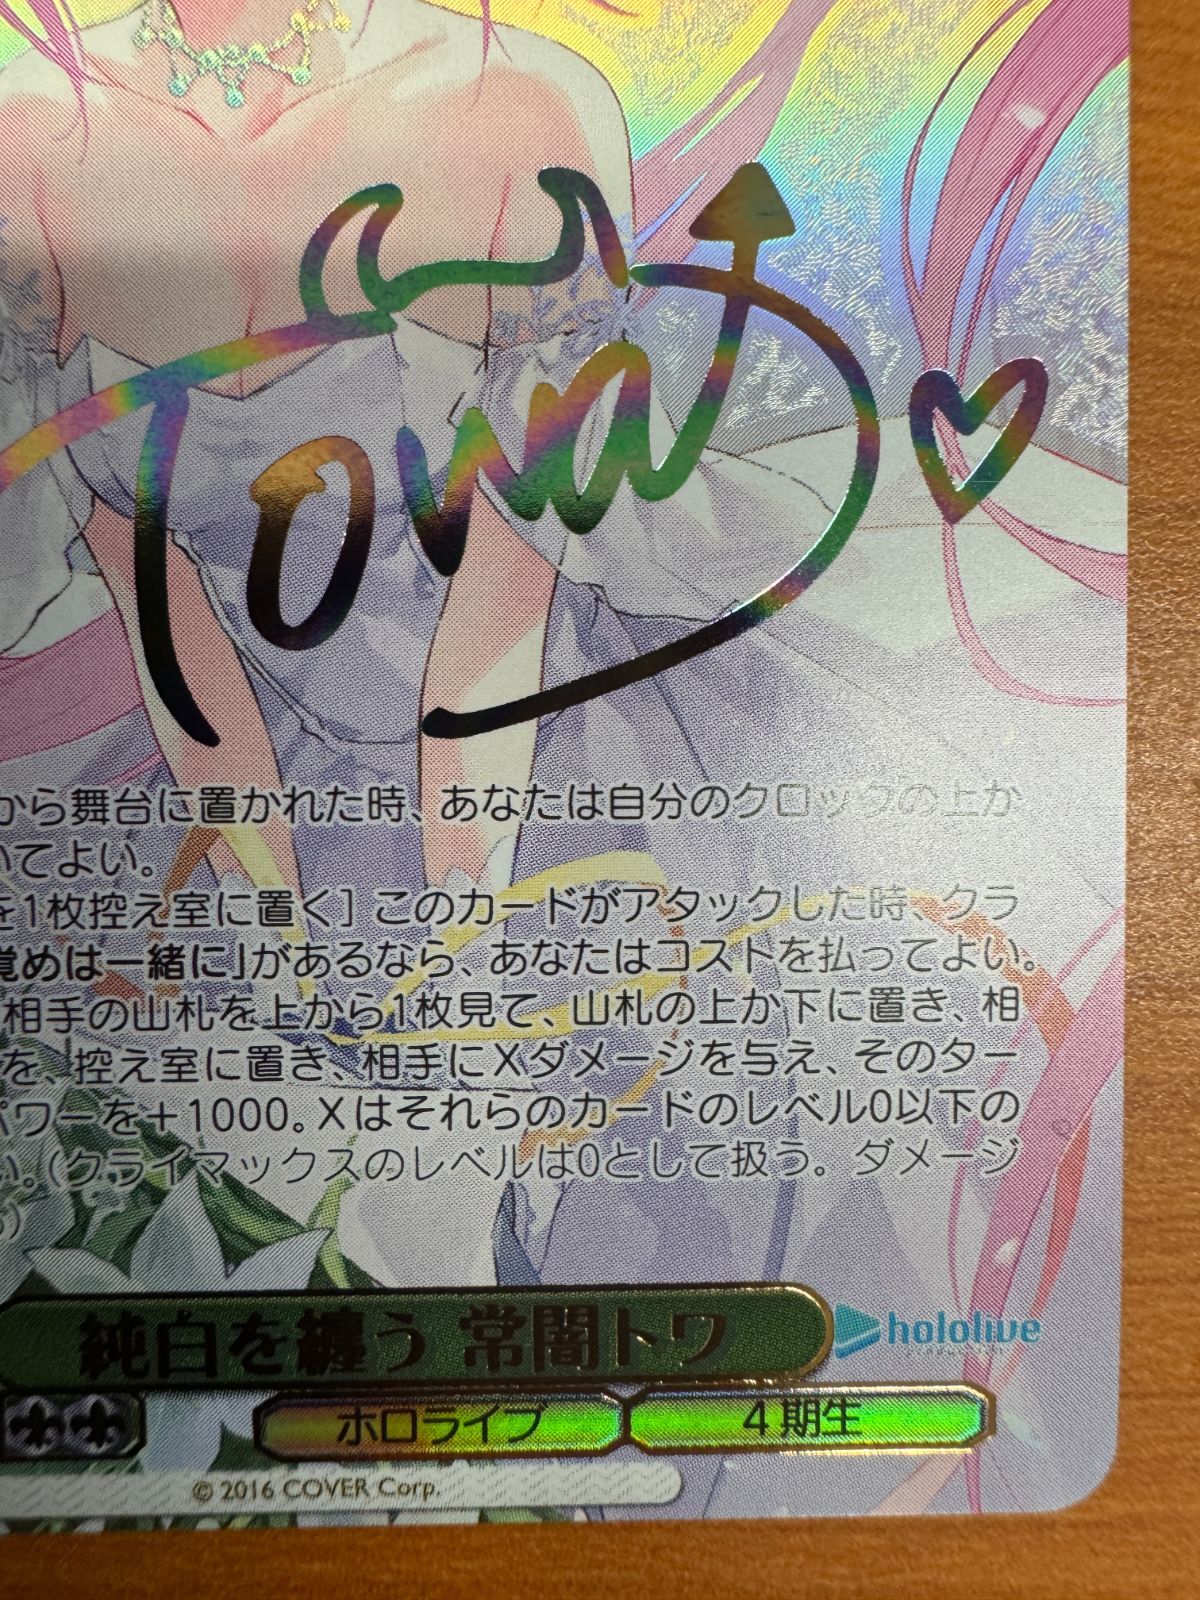 Towa
から舞台に置かれた時、あなたは自分のクロックの上か
いてよい。
を1枚控え室に置く］このカードがアタックした時、クラ
覚めは一緒に」があるなら、あなたはコストを払ってよい。
相手の山札を上から1枚見て、山札の上か下に置き、相
を、控え室に置き、相手にXダメージを与え、そのター
パワーを＋1000。Xはそれらのカードのレベル0以下の
い。（クライマックスのレベルは0として扱う。ダメージ
純白を纏う 常闇トワ
hololive
production
ホロライブ
4期生
© 2016 COVER Corp.